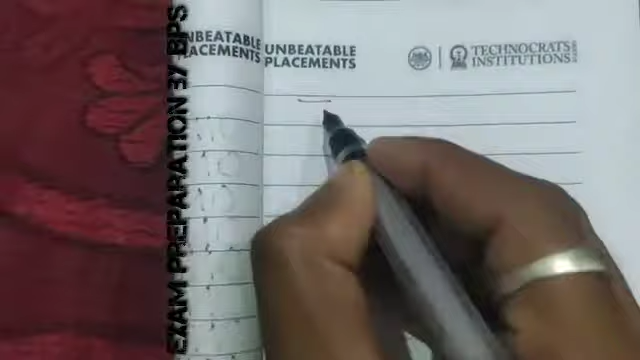 EXAM PREPARATION 37 BPS
UNBEATABLE
PLACEMENTS
UNBEATABLE
PLACEMENTS
TECHNOCRATS
INSTITUTIONS